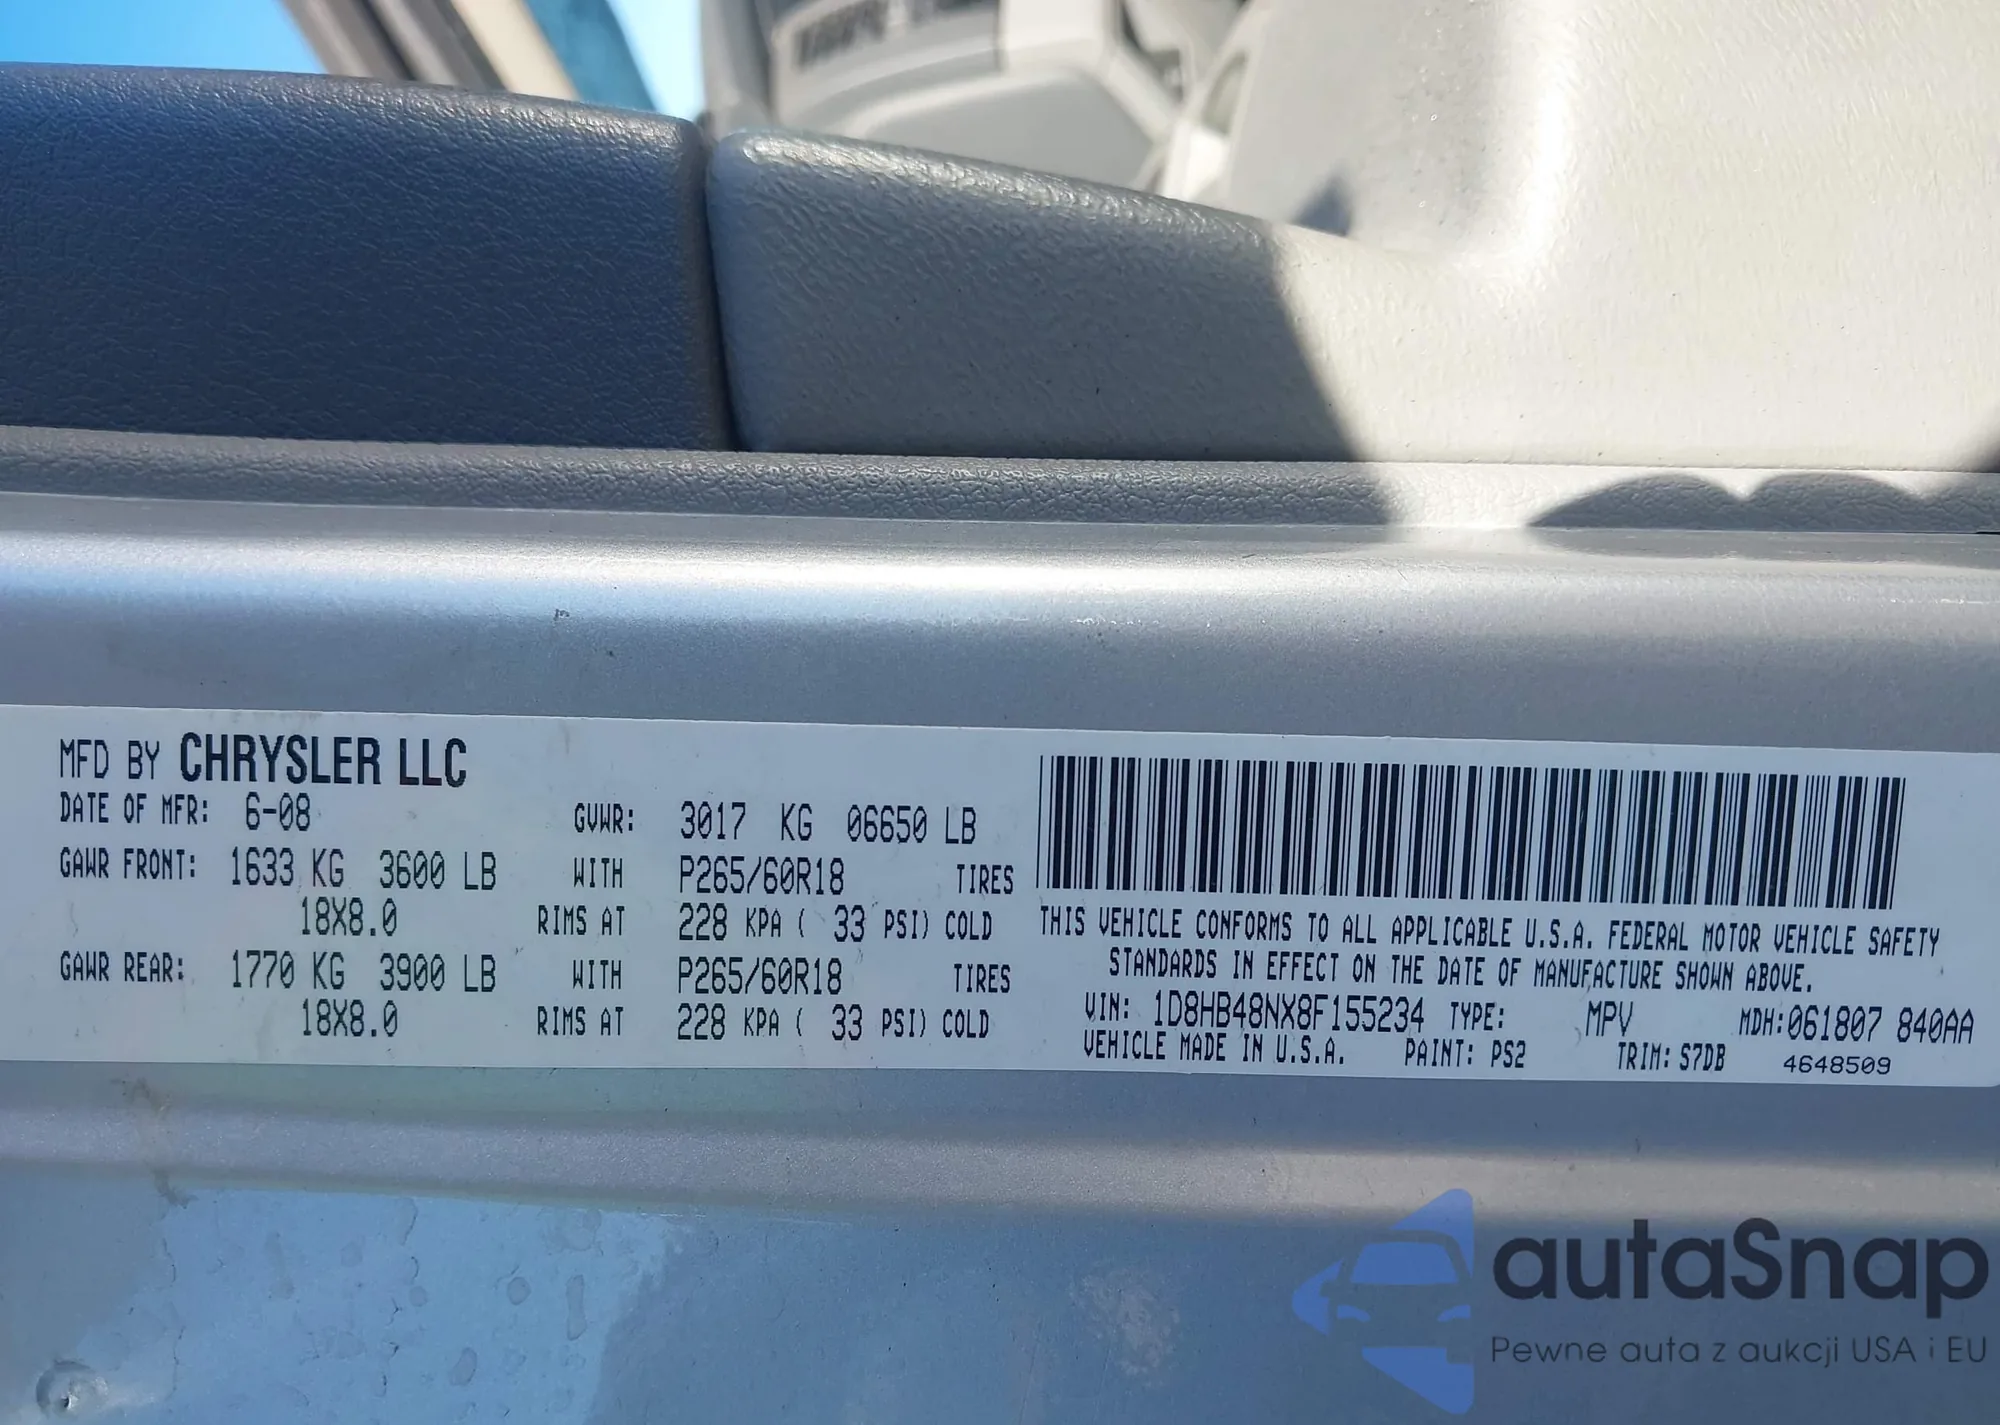 MFD BY CHRYSLER LLC
DATE OF MFR: 6-08 GVWR: 3017 KG 06650 LB
GAWR FRONT: 1633 KG 3600 LB WITH P265/60R18 TIRES
18X8.0 RIMS AT 228 KPA ( 33 PSI) COLD
GAWR REAR: 1770 KG 3900 LB WITH P265/60R18 TIRES
18X8.0 RIMS AT 228 KPA ( 33 PSI) COLD
THIS VEHICLE CONFORMS TO ALL APPLICABLE U.S.A. FEDERAL MOTOR VEHICLE SAFETY
STANDARDS IN EFFECT ON THE DATE OF MANUFACTURE SHOWN ABOVE.
VIN: 1D8HB48NX8F155234 TYPE: MPV MDH:061807 840AA
VEHICLE MADE IN U.S.A. PAINT: PS2 TRIM: S7DB 4648509
autaSnap
Pewne auta z aukcji USA i EU